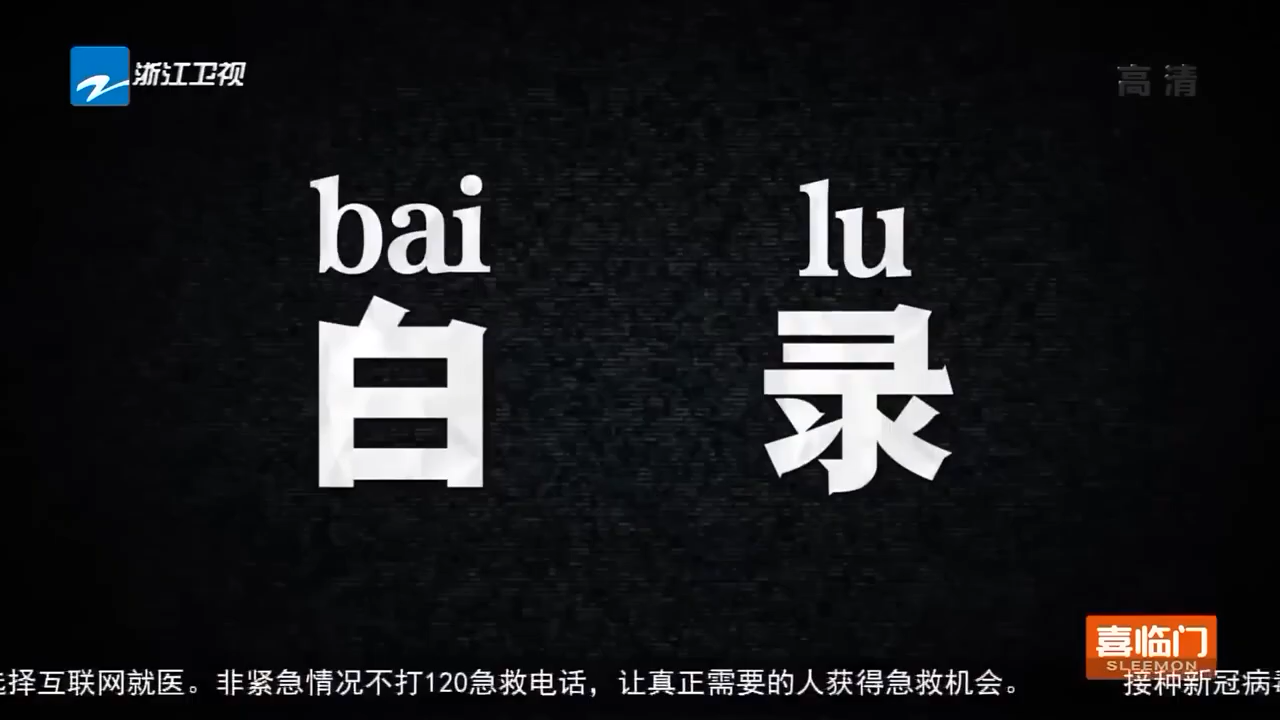 浙江卫视
高清
bai lu
白 录
喜临门
SLEEMON
择互联网就医。非紧急情况不打120急救电话，让真正需要的人获得急救机会。 接种新冠病毒